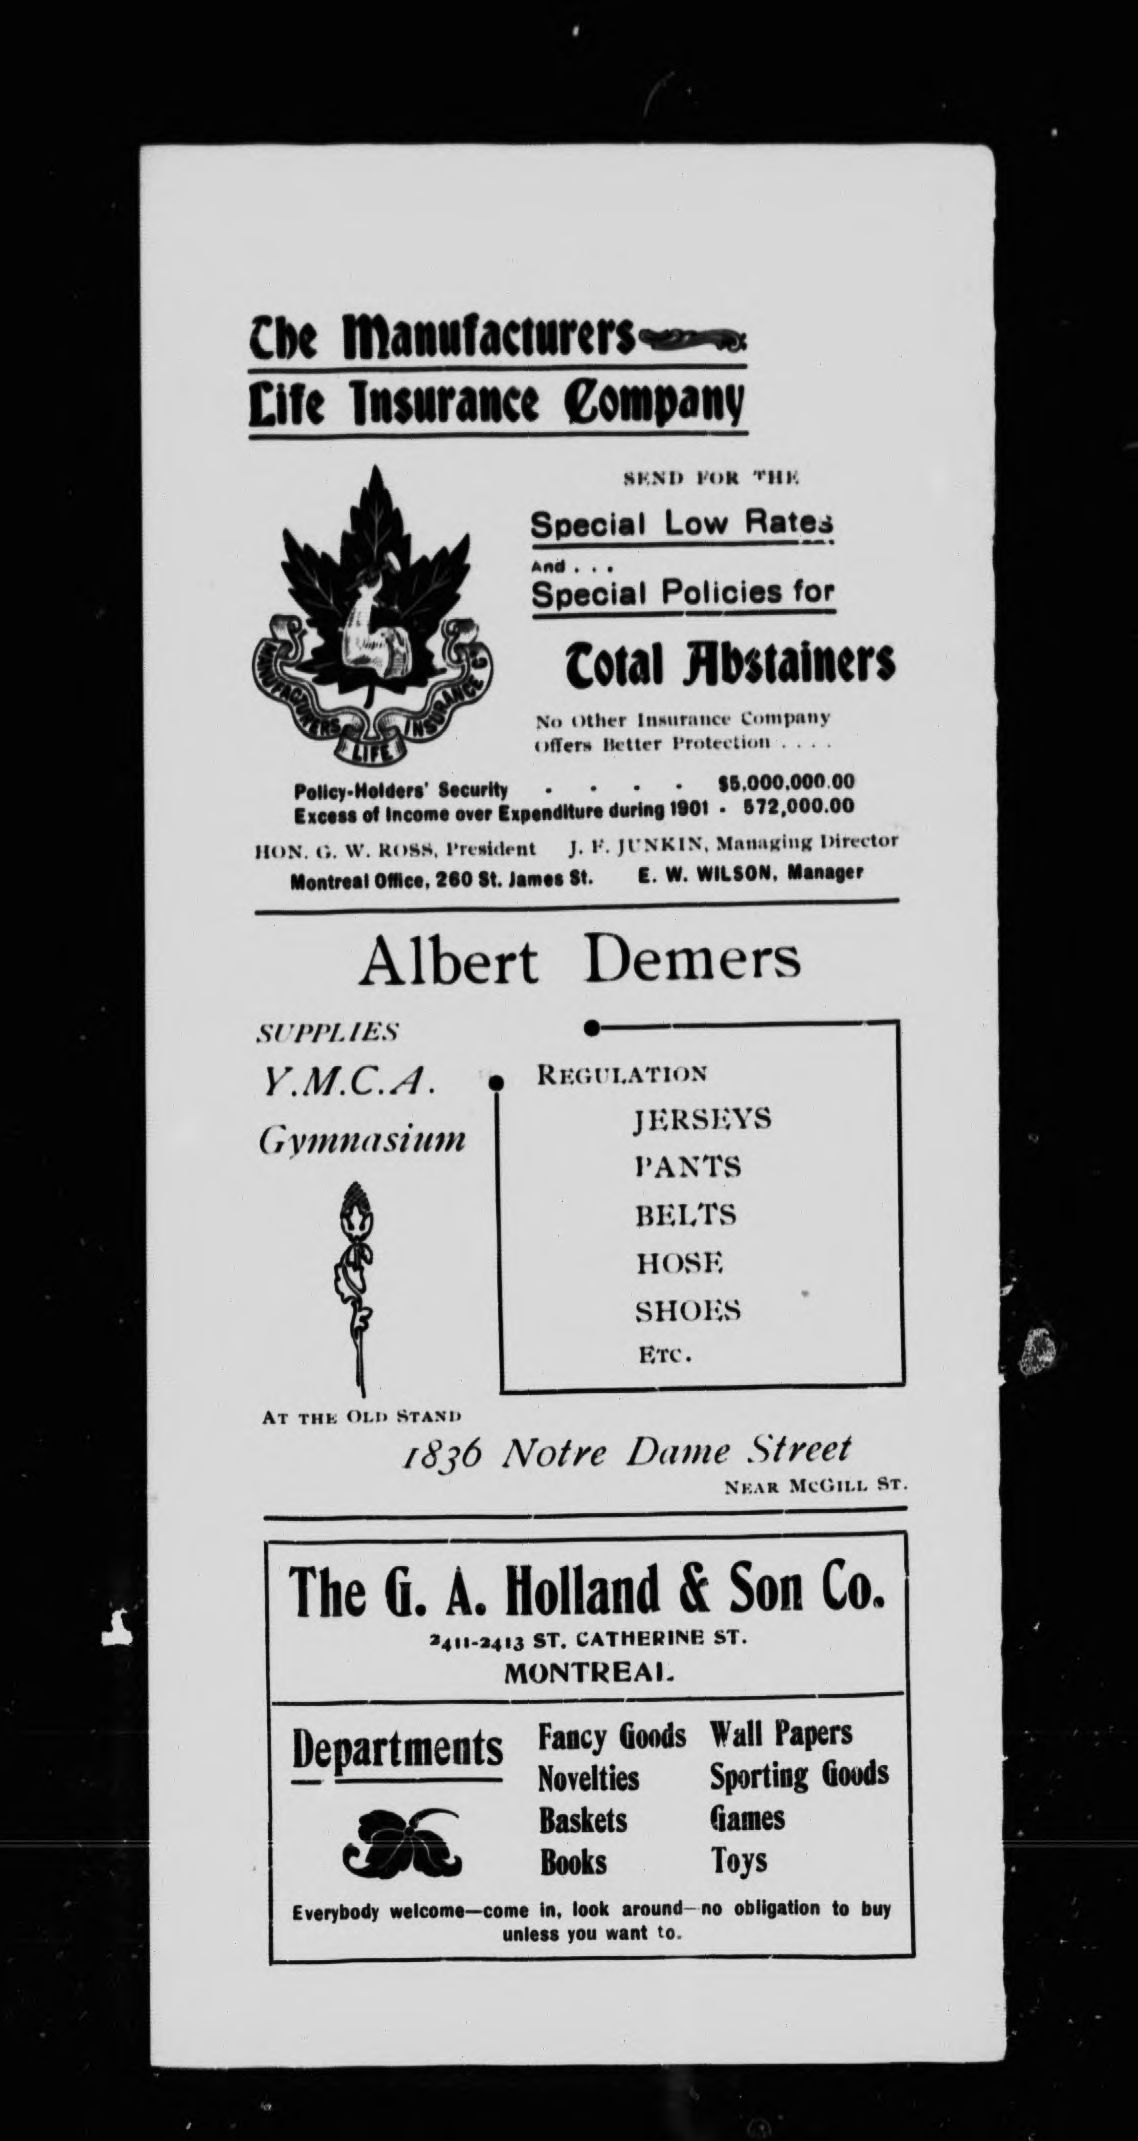 The Manufacturers
Life Insurance Company
SEND FOR THE
Special Low Rates
And . . .
Special Policies for
Total Abstainers
MANUFACTURERS LIFE INSURANCE Co
No Other Insurance Company
Offers Better Protection . . . .
Policy-Holders' Security . . . . $5,000,000.00
Excess of Income over Expenditure during 1901 . 572,000.00
HON. G. W. ROSS, President J. F. JUNKIN, Managing Director
Montreal Office, 260 St. James St. E. W. WILSON, Manager
Albert Demers
SUPPLIES
Y.M.C.A.
Gymnasium
REGULATION
JERSEYS
PANTS
BELTS
HOSE
SHOES
ETC.
AT THE OLD STAND
1836 Notre Dame Street
NEAR MCGILL ST.
The G. A. Holland & Son Co.
2411-2413 ST. CATHERINE ST.
MONTREAL
Departments
Fancy Goods Wall Papers
Novelties Sporting Goods
Baskets Games
Books Toys
Everybody welcome—come in, look around—no obligation to buy
unless you want to.